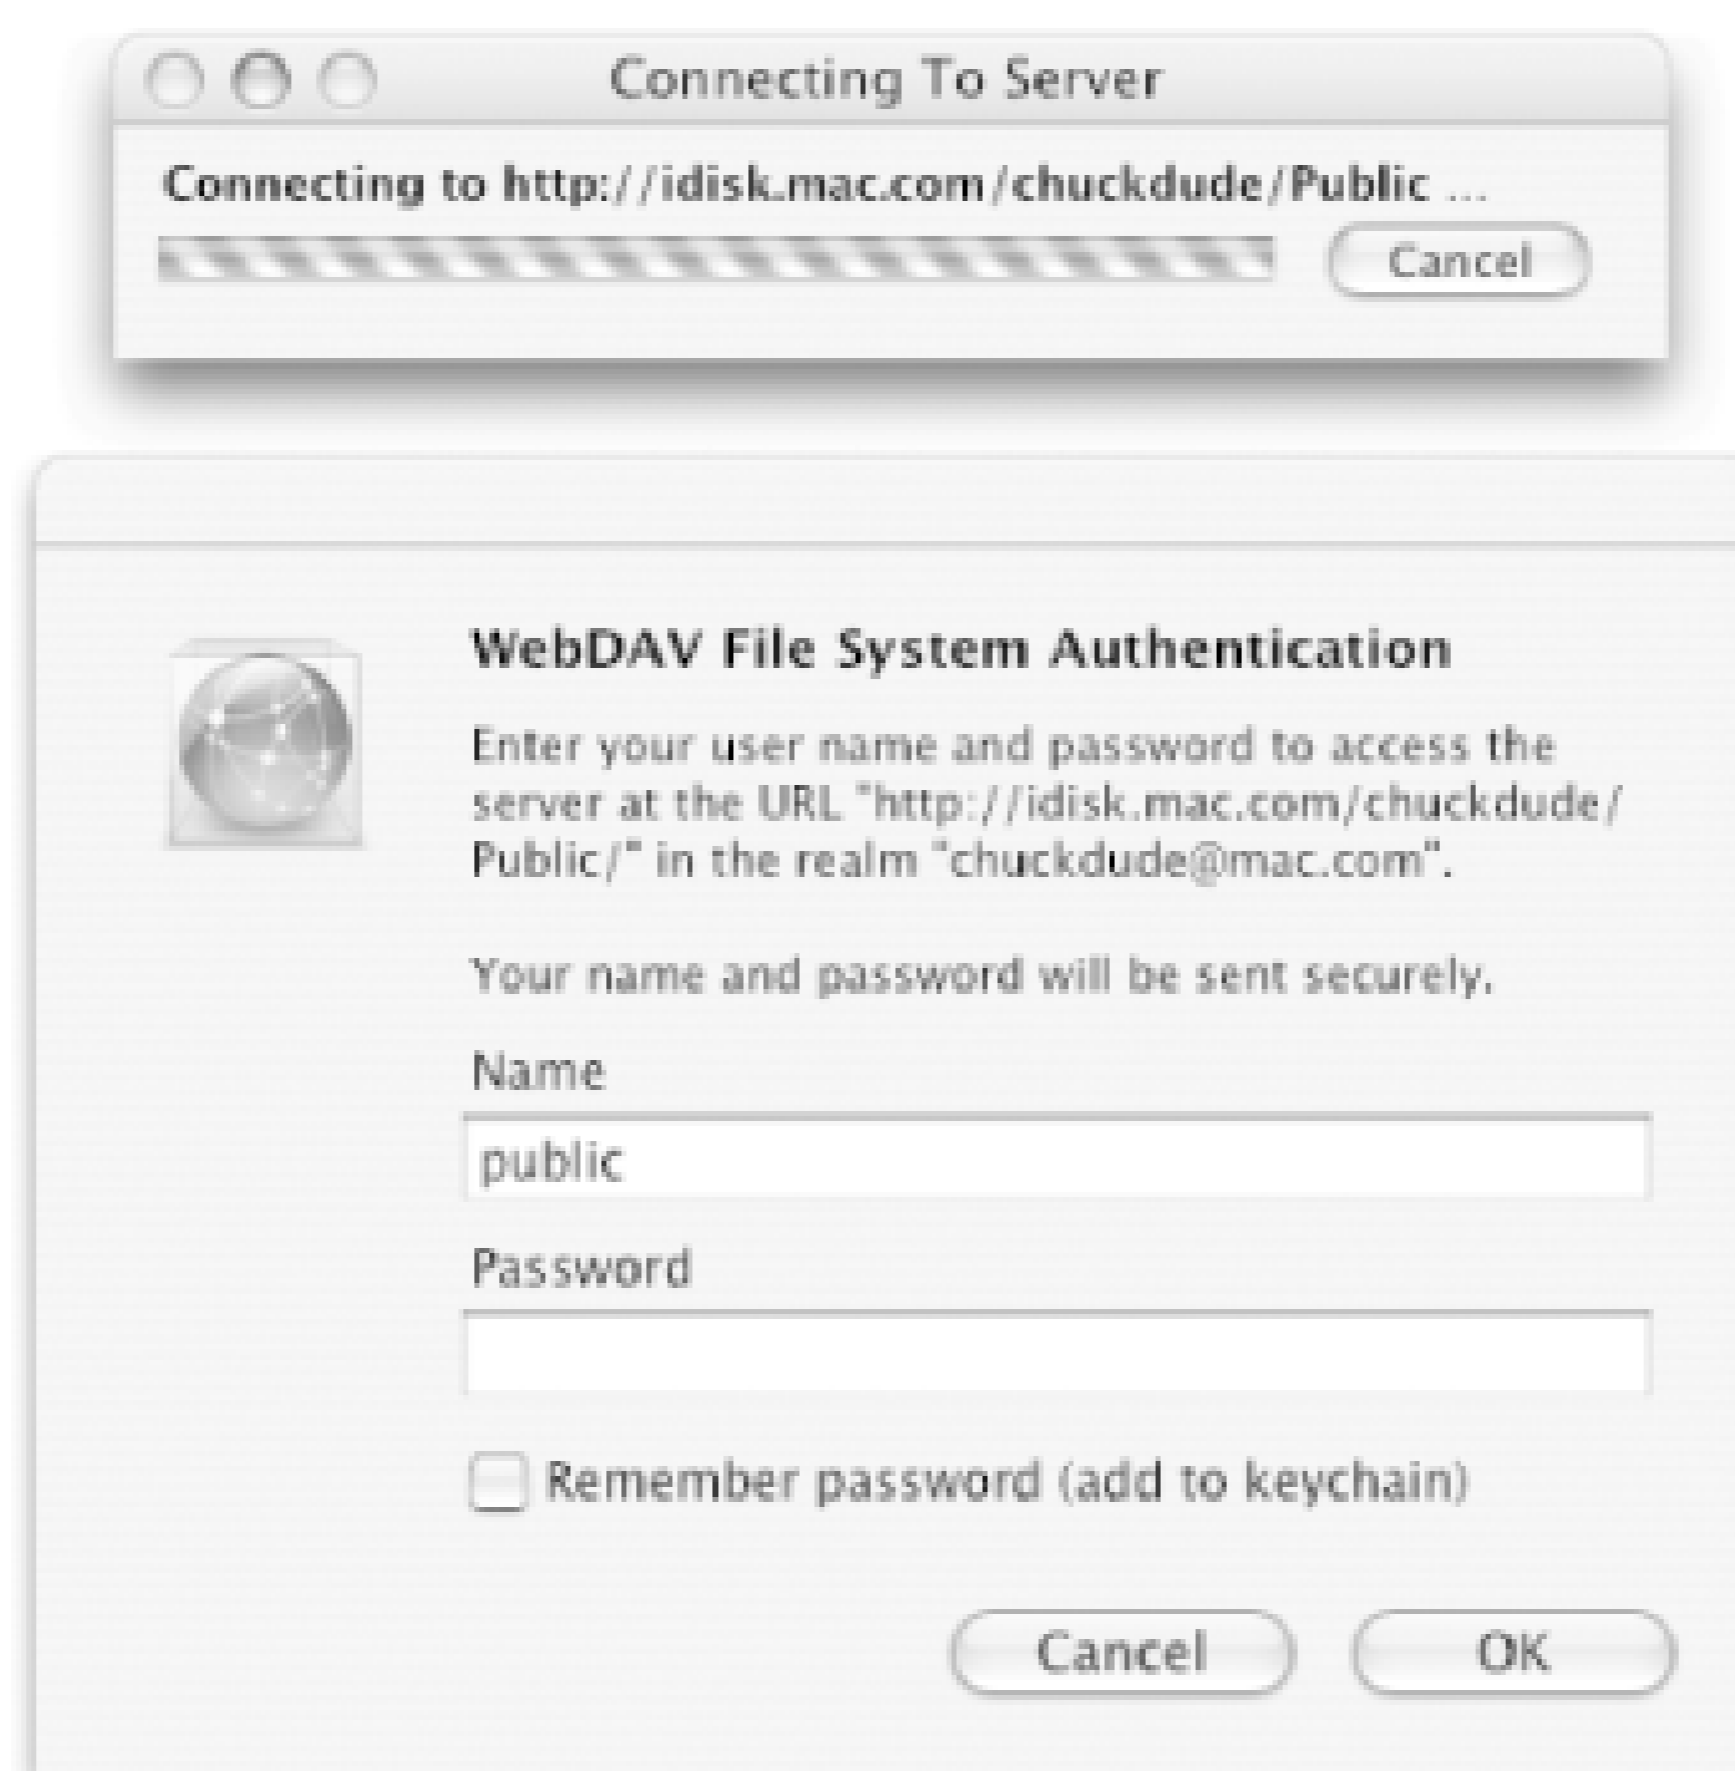 Connecting To Server
Connecting to http://idisk.mac.com/chuckdude/Public ...
Cancel
WebDAV File System Authentication
Enter your user name and password to access the
server at the URL "http://idisk.mac.com/chuckdude/
Public/" in the realm "chuckdude@mac.com".
Your name and password will be sent securely.
Name
public
Password
Remember password (add to keychain)
Cancel OK